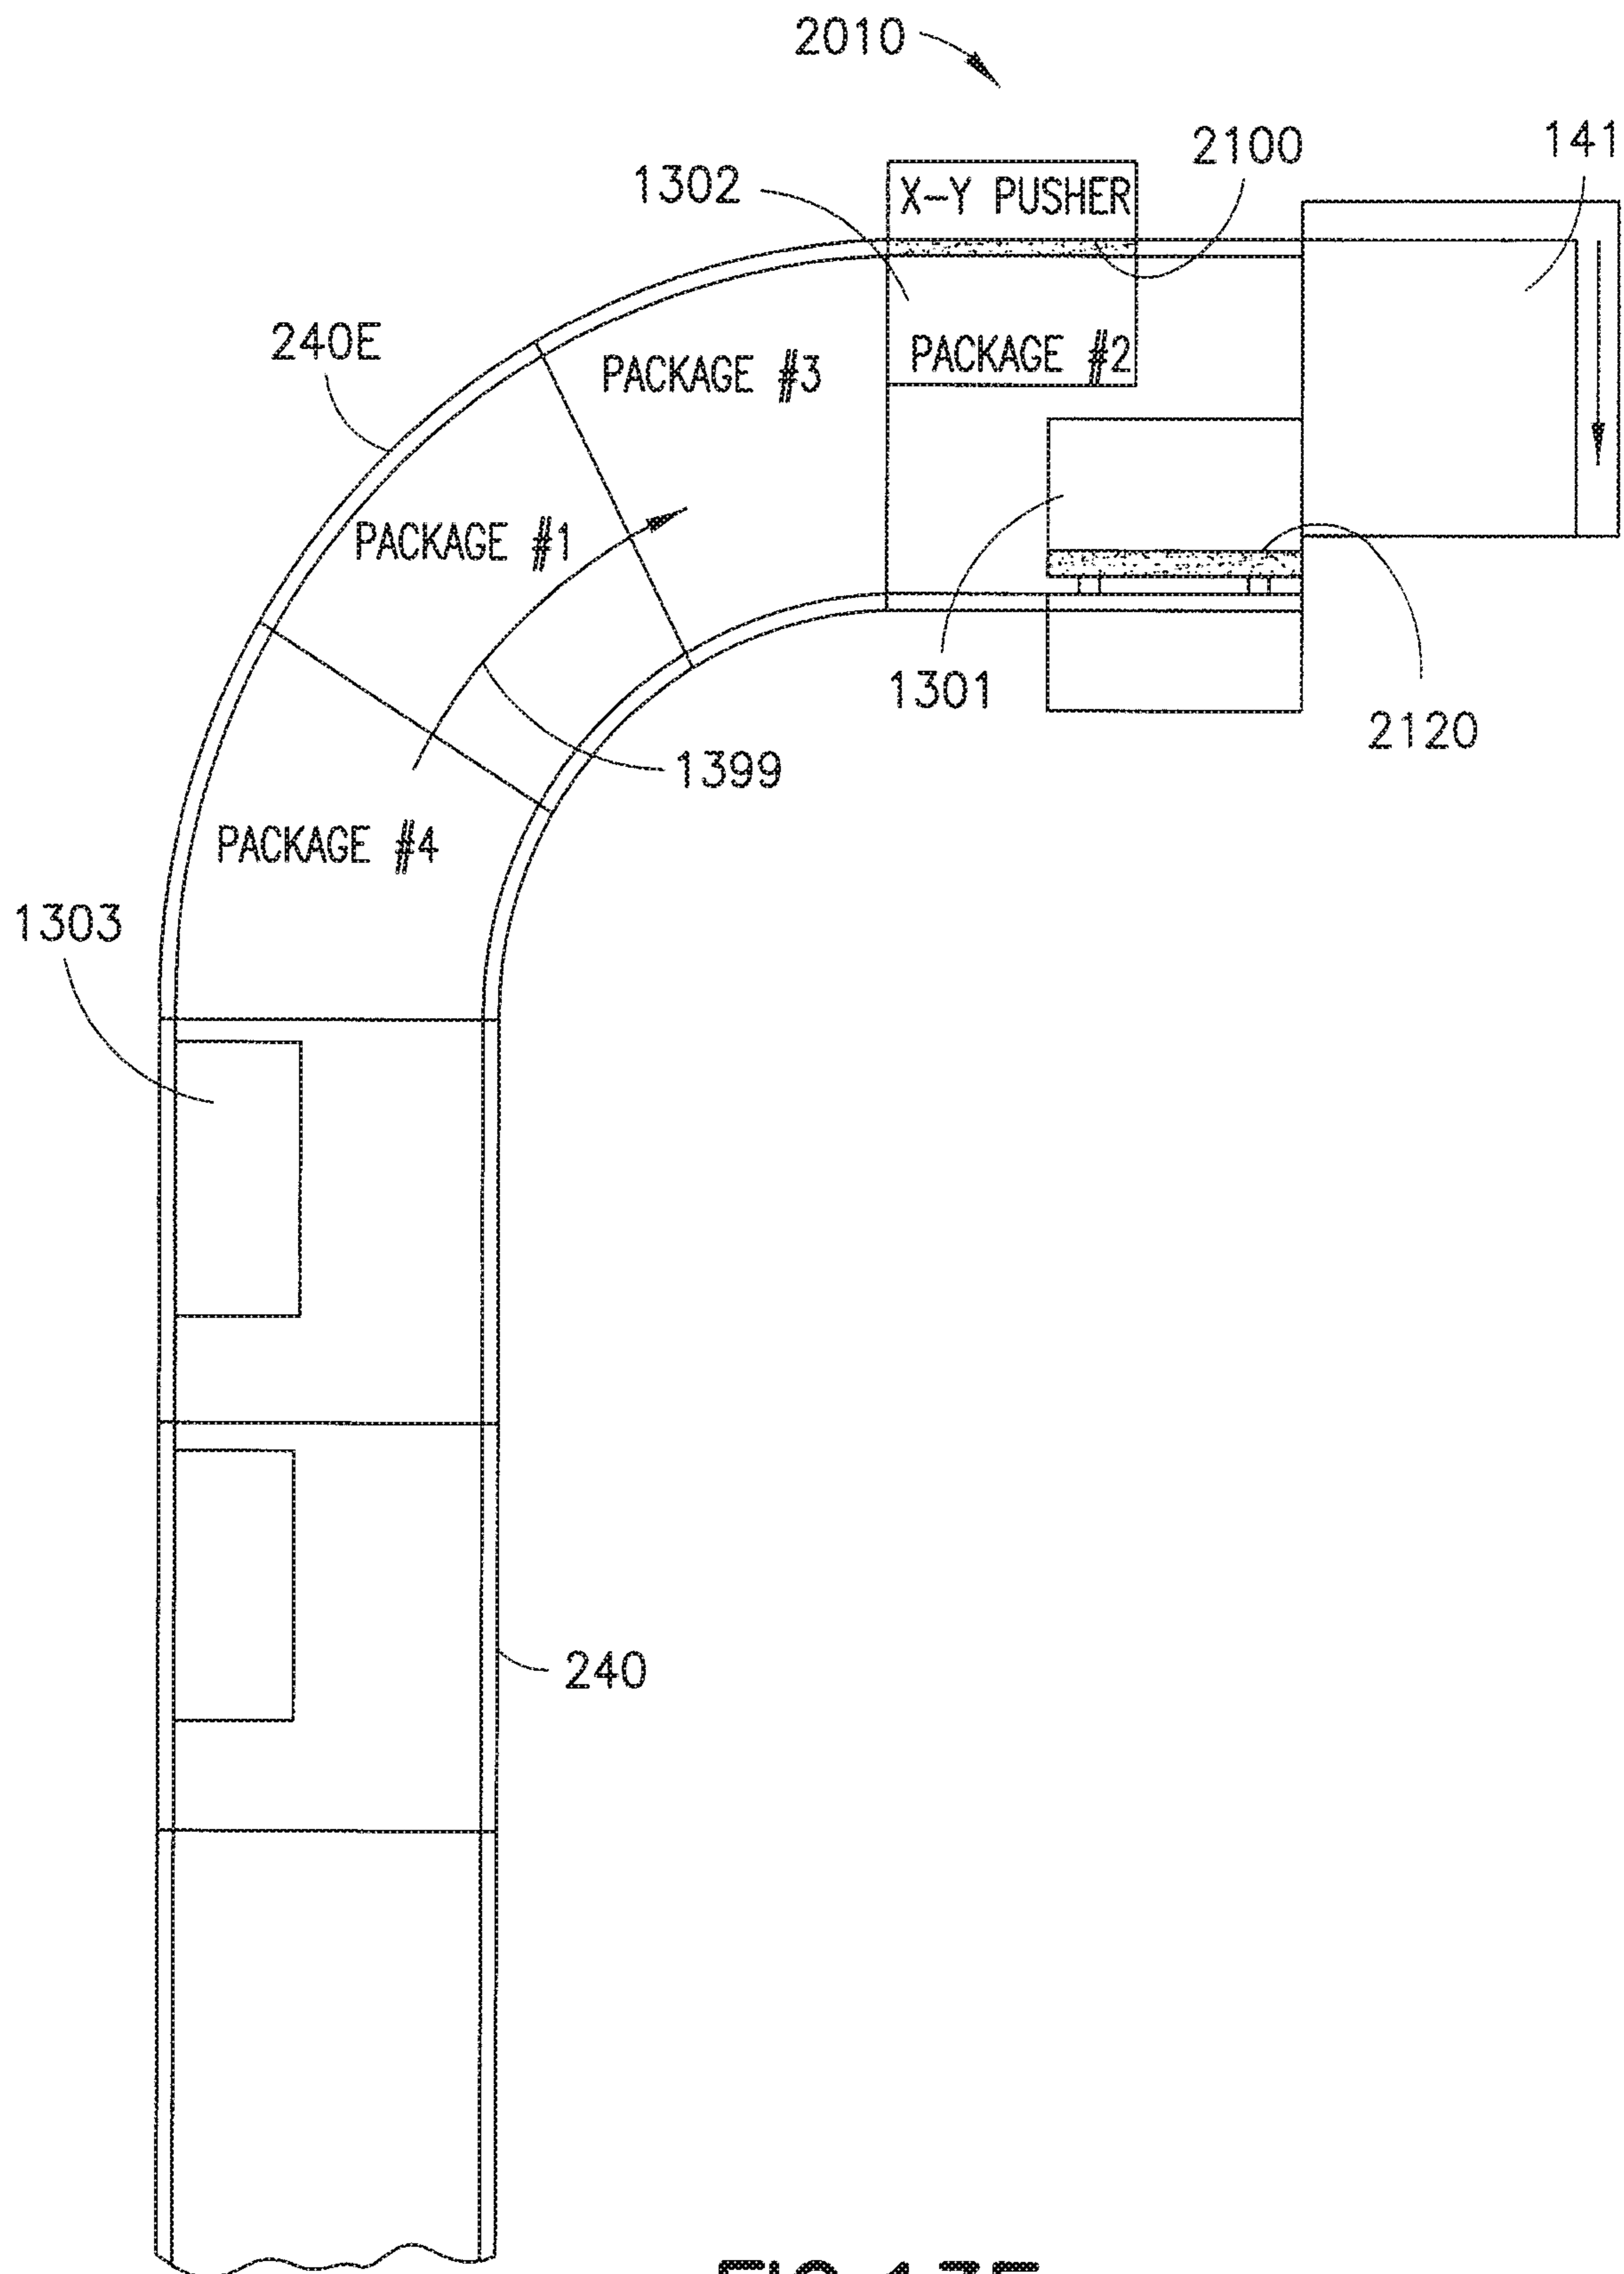 2010
2100
141
1302
X-Y PUSHER
240E
PACKAGE #3
PACKAGE #2
PACKAGE #1
1301
2120
1399
PACKAGE #4
1303
240